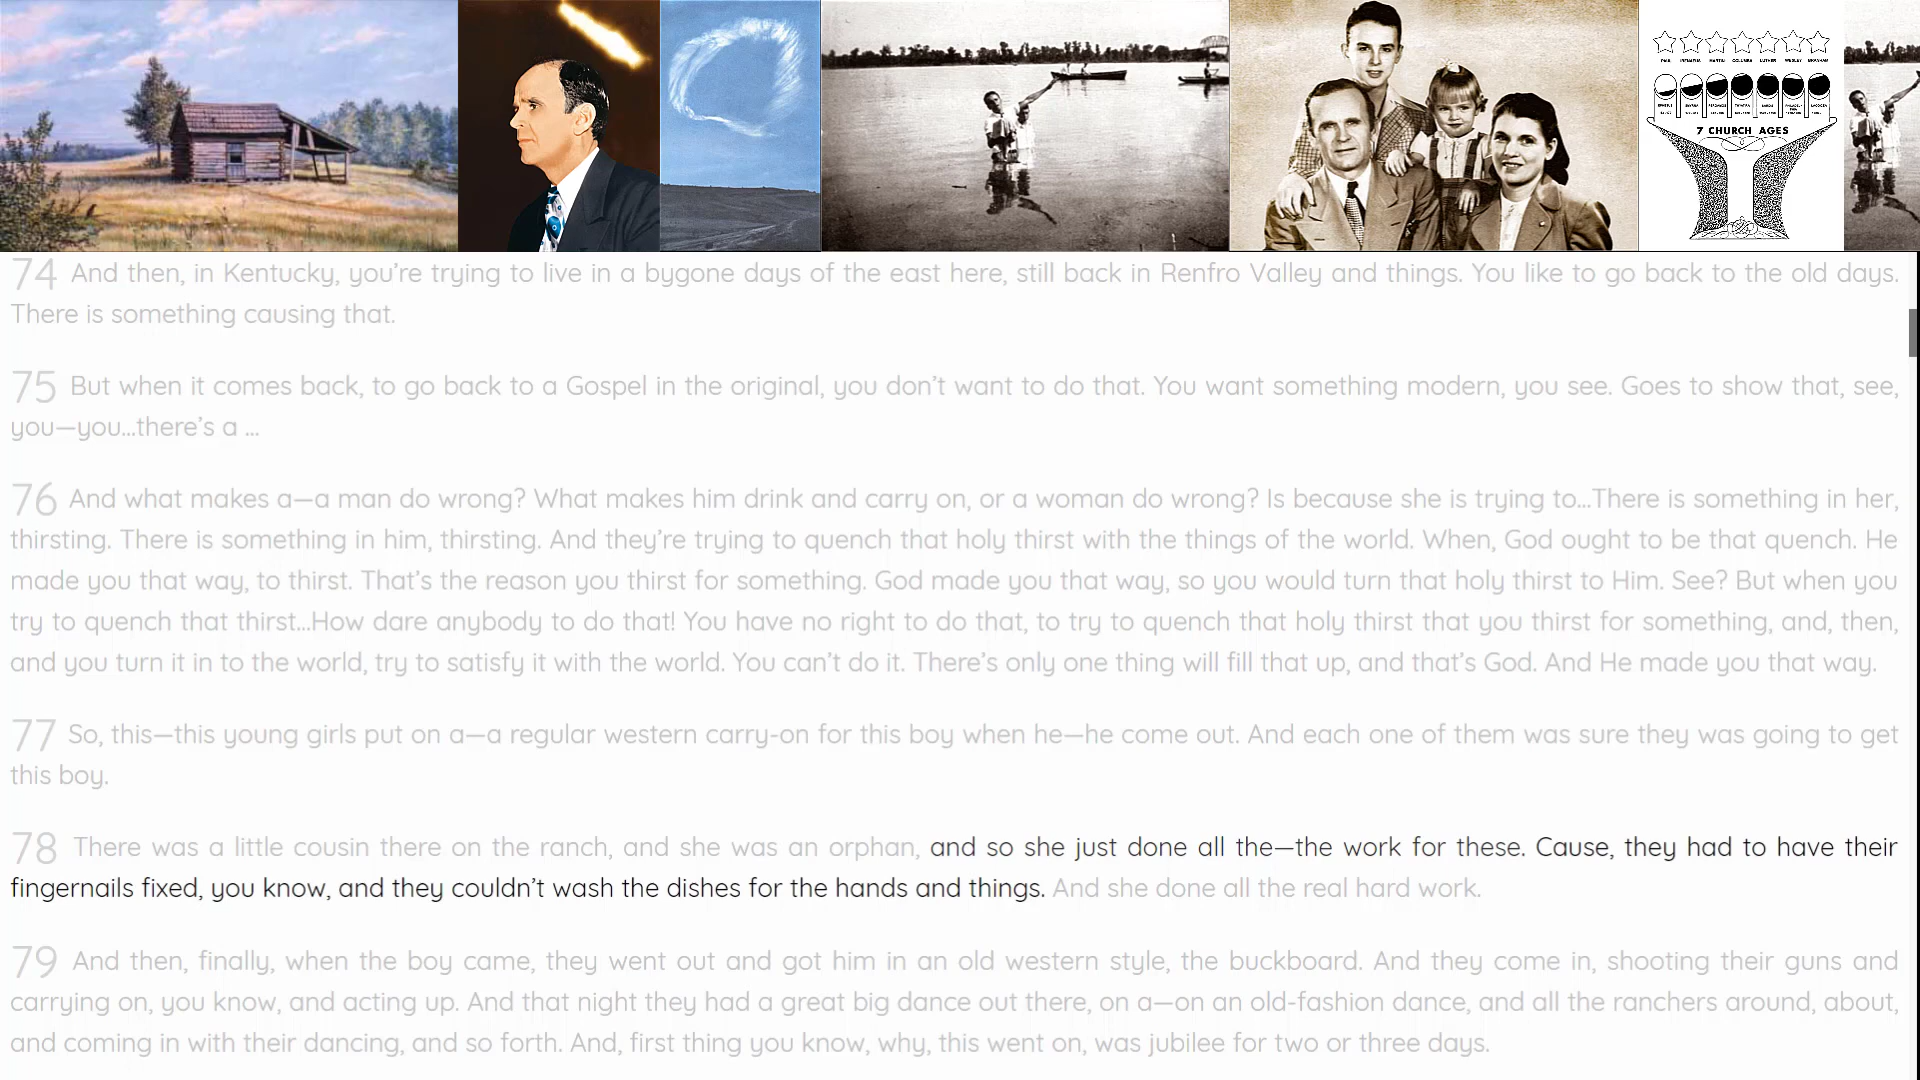 PAUL IRENAEUS MARTIN COLUMBA LUTHER WESLEY BRANHAM
7 CHURCH AGES
74 And then, in Kentucky, you’re trying to live in a bygone days of the east here, still back in Renfro Valley and things. You like to go back to the old days.
There is something causing that.
75 But when it comes back, to go back to a Gospel in the original, you don’t want to do that. You want something modern, you see. Goes to show that, see,
you—you...there’s a ...
76 And what makes a—a man do wrong? What makes him drink and carry on, or a woman do wrong? Is because she is trying to...There is something in her,
thirsting. There is something in him, thirsting. And they’re trying to quench that holy thirst with the things of the world. When, God ought to be that quench. He
made you that way, to thirst. That’s the reason you thirst for something. God made you that way, so you would turn that holy thirst to Him. See? But when you
try to quench that thirst...How dare anybody to do that! You have no right to do that, to try to quench that holy thirst that you thirst for something, and, then,
and you turn it in to the world, try to satisfy it with the world. You can’t do it. There’s only one thing will fill that up, and that’s God. And He made you that way.
77 So, this—this young girls put on a—a regular western carry-on for this boy when he—he come out. And each one of them was sure they was going to get
this boy.
78 There was a little cousin there on the ranch, and she was an orphan, and so she just done all the—the work for these. Cause, they had to have their
fingernails fixed, you know, and they couldn’t wash the dishes for the hands and things. And she done all the real hard work.
79 And then, finally, when the boy came, they went out and got him in an old western style, the buckboard. And they come in, shooting their guns and
carrying on, you know, and acting up. And that night they had a great big dance out there, on a—on an old-fashion dance, and all the ranchers around, about,
and coming in with their dancing, and so forth. And, first thing you know, why, this went on, was jubilee for two or three days.